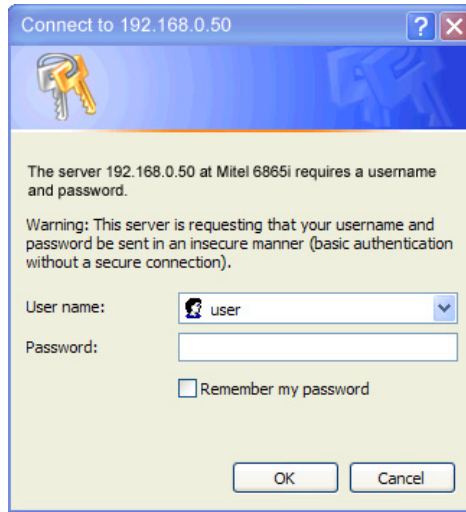 Connect to 192.168.0.50
The server 192.168.0.50 at Mitel 6865i requires a username
and password.
Warning: This server is requesting that your username and
password be sent in an insecure manner (basic authentication
without a secure connection).
User name:
user
Password:
Remember my password
OK
Cancel